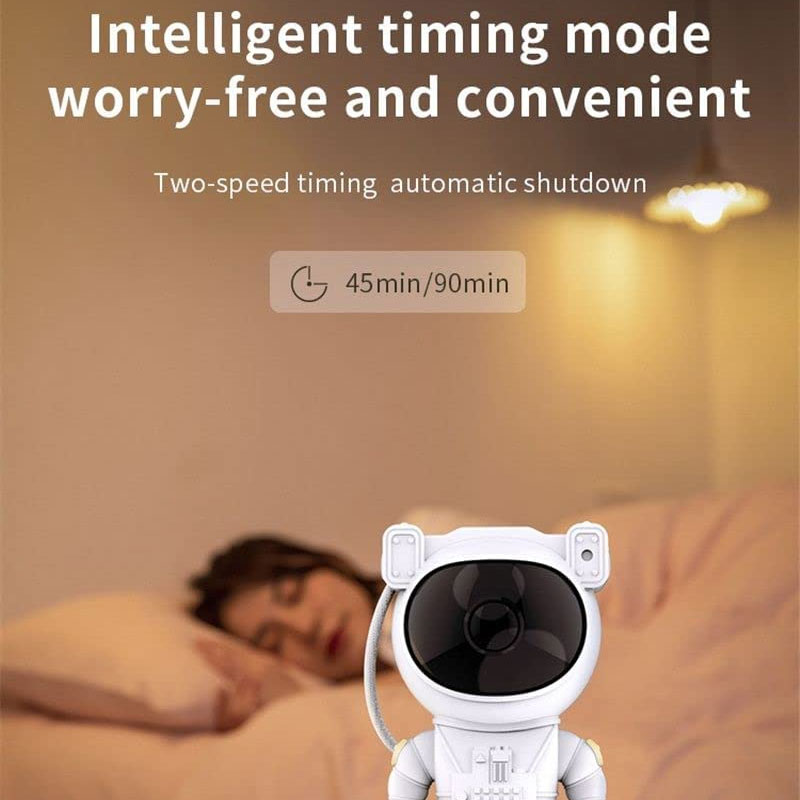 Intelligent timing mode
worry-free and convenient
Two-speed timing automatic shutdown
45min/90min